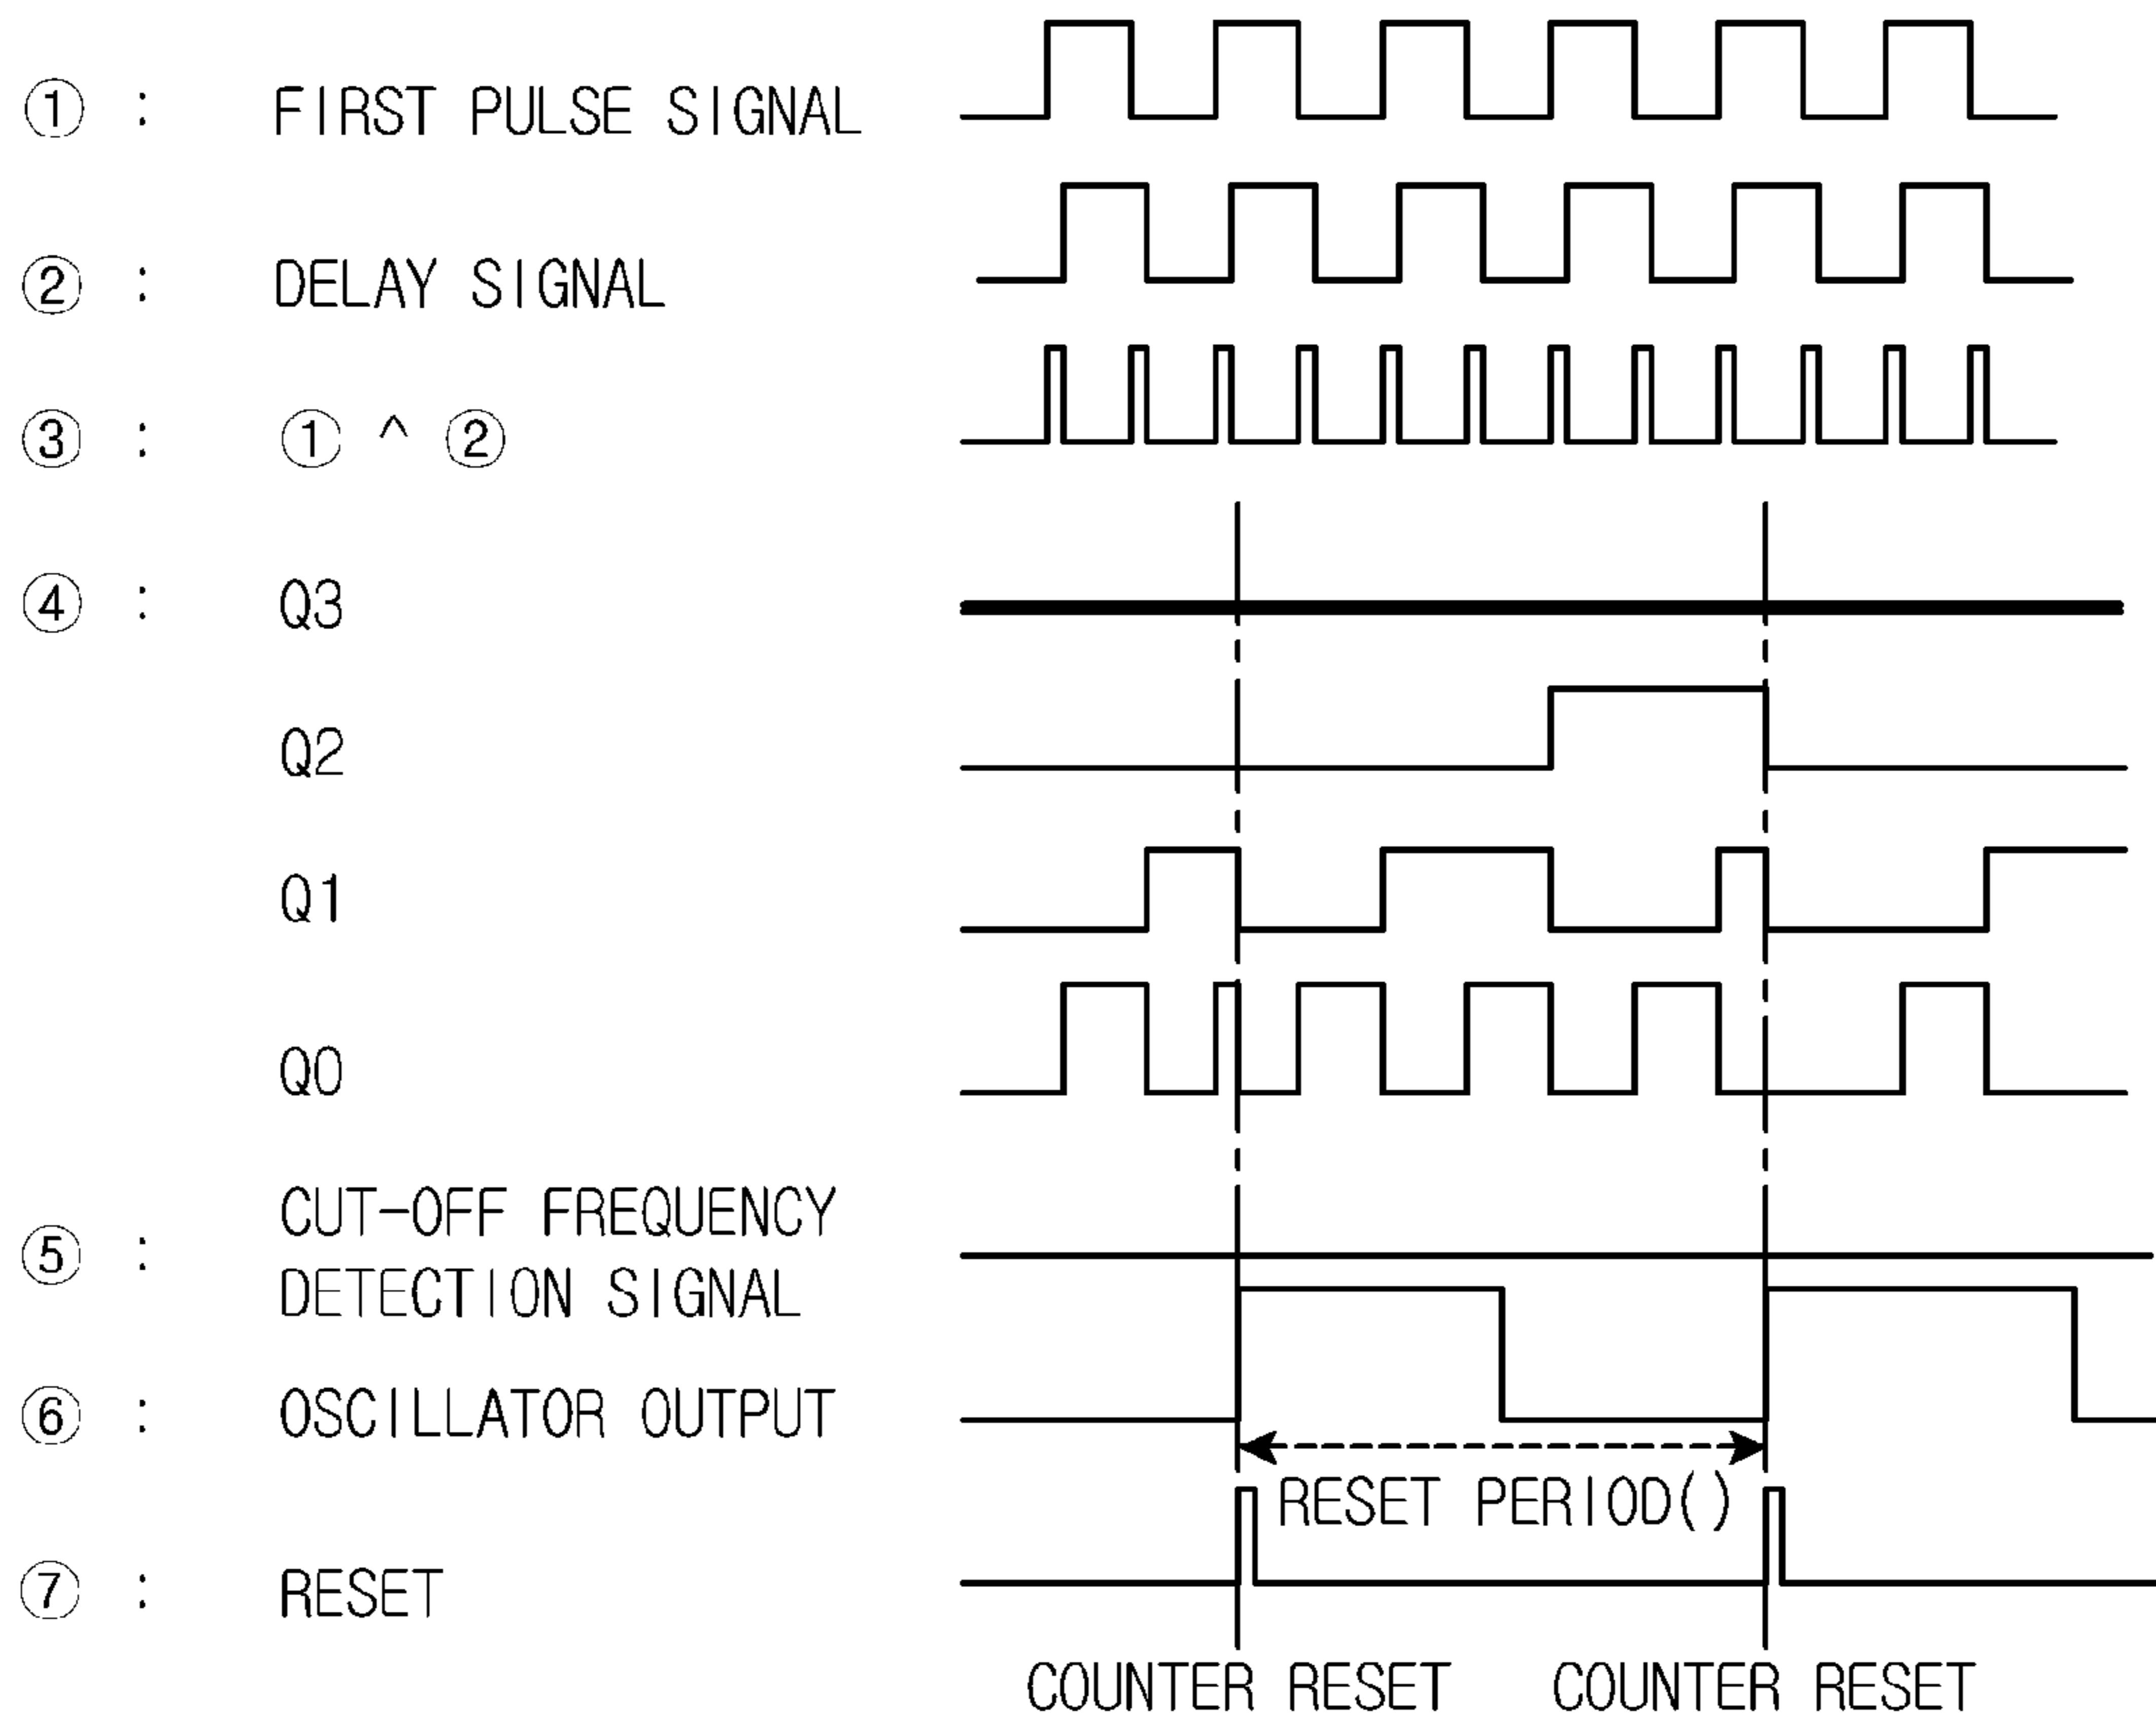 ① : FIRST PULSE SIGNAL
② : DELAY SIGNAL
③ : ① ^ ②
④ : Q3
Q2
Q1
Q0
⑤ : CUT-OFF FREQUENCY
DETECTION SIGNAL
⑥ : OSCILLATOR OUTPUT
RESET PERIOD()
⑦ : RESET
COUNTER RESET COUNTER RESET